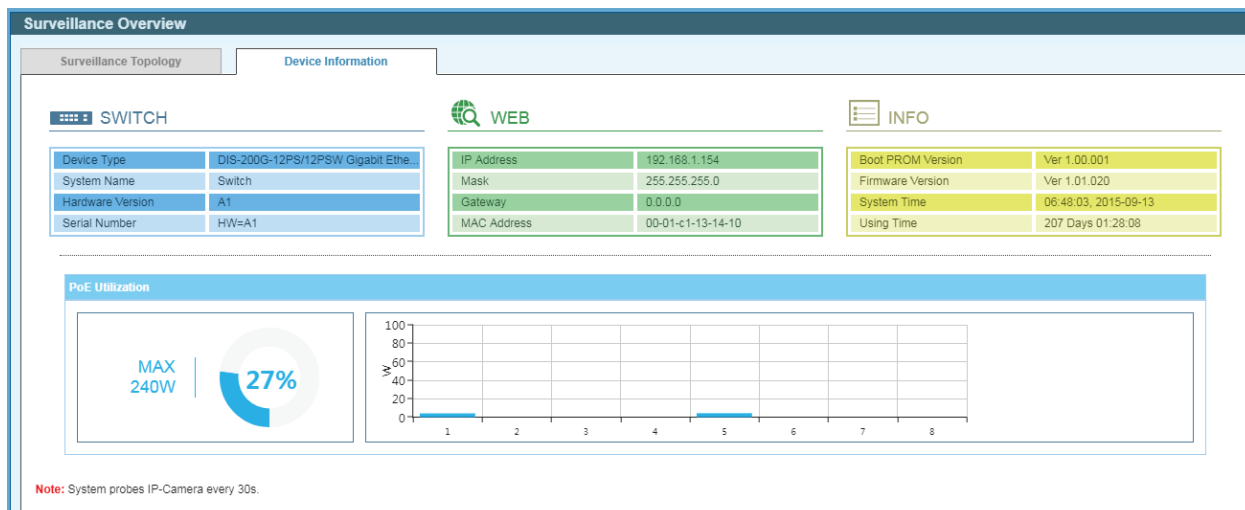 Surveillance Overview
Surveillance Topology
Device Information
SWITCH
Device Type DIS-200G-12PS/12PSW Gigabit Ethe...
System Name Switch
Hardware Version A1
Serial Number HW=A1
WEB
IP Address 192.168.1.154
Mask 255.255.255.0
Gateway 0.0.0.0
MAC Address 00-01-c1-13-14-10
INFO
Boot PROM Version Ver 1.00.001
Firmware Version Ver 1.01.020
System Time 06:48:03, 2015-09-13
Using Time 207 Days 01:28:08
PoE Utilization
MAX
240W
27%
W
100
80
60
40
20
0
1 2 3 4 5 6 7 8
Note: System probes IP-Camera every 30s.